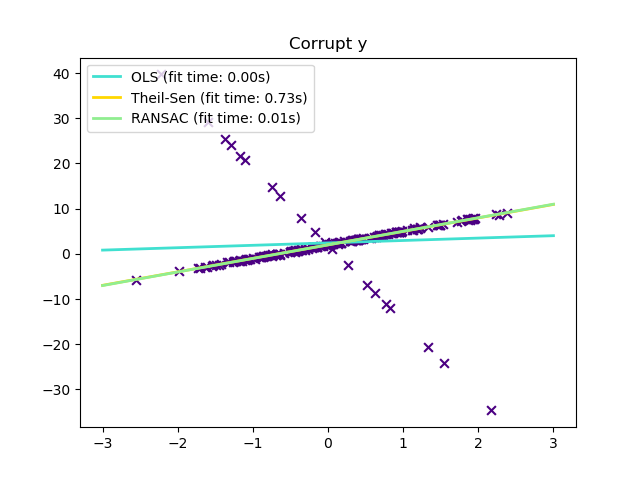 Corrupt y
OLS (fit time: 0.00s)
Theil-Sen (fit time: 0.73s)
RANSAC (fit time: 0.01s)
40
30
20
10
0
−10
−20
−30
−3 −2 −1 0 1 2 3